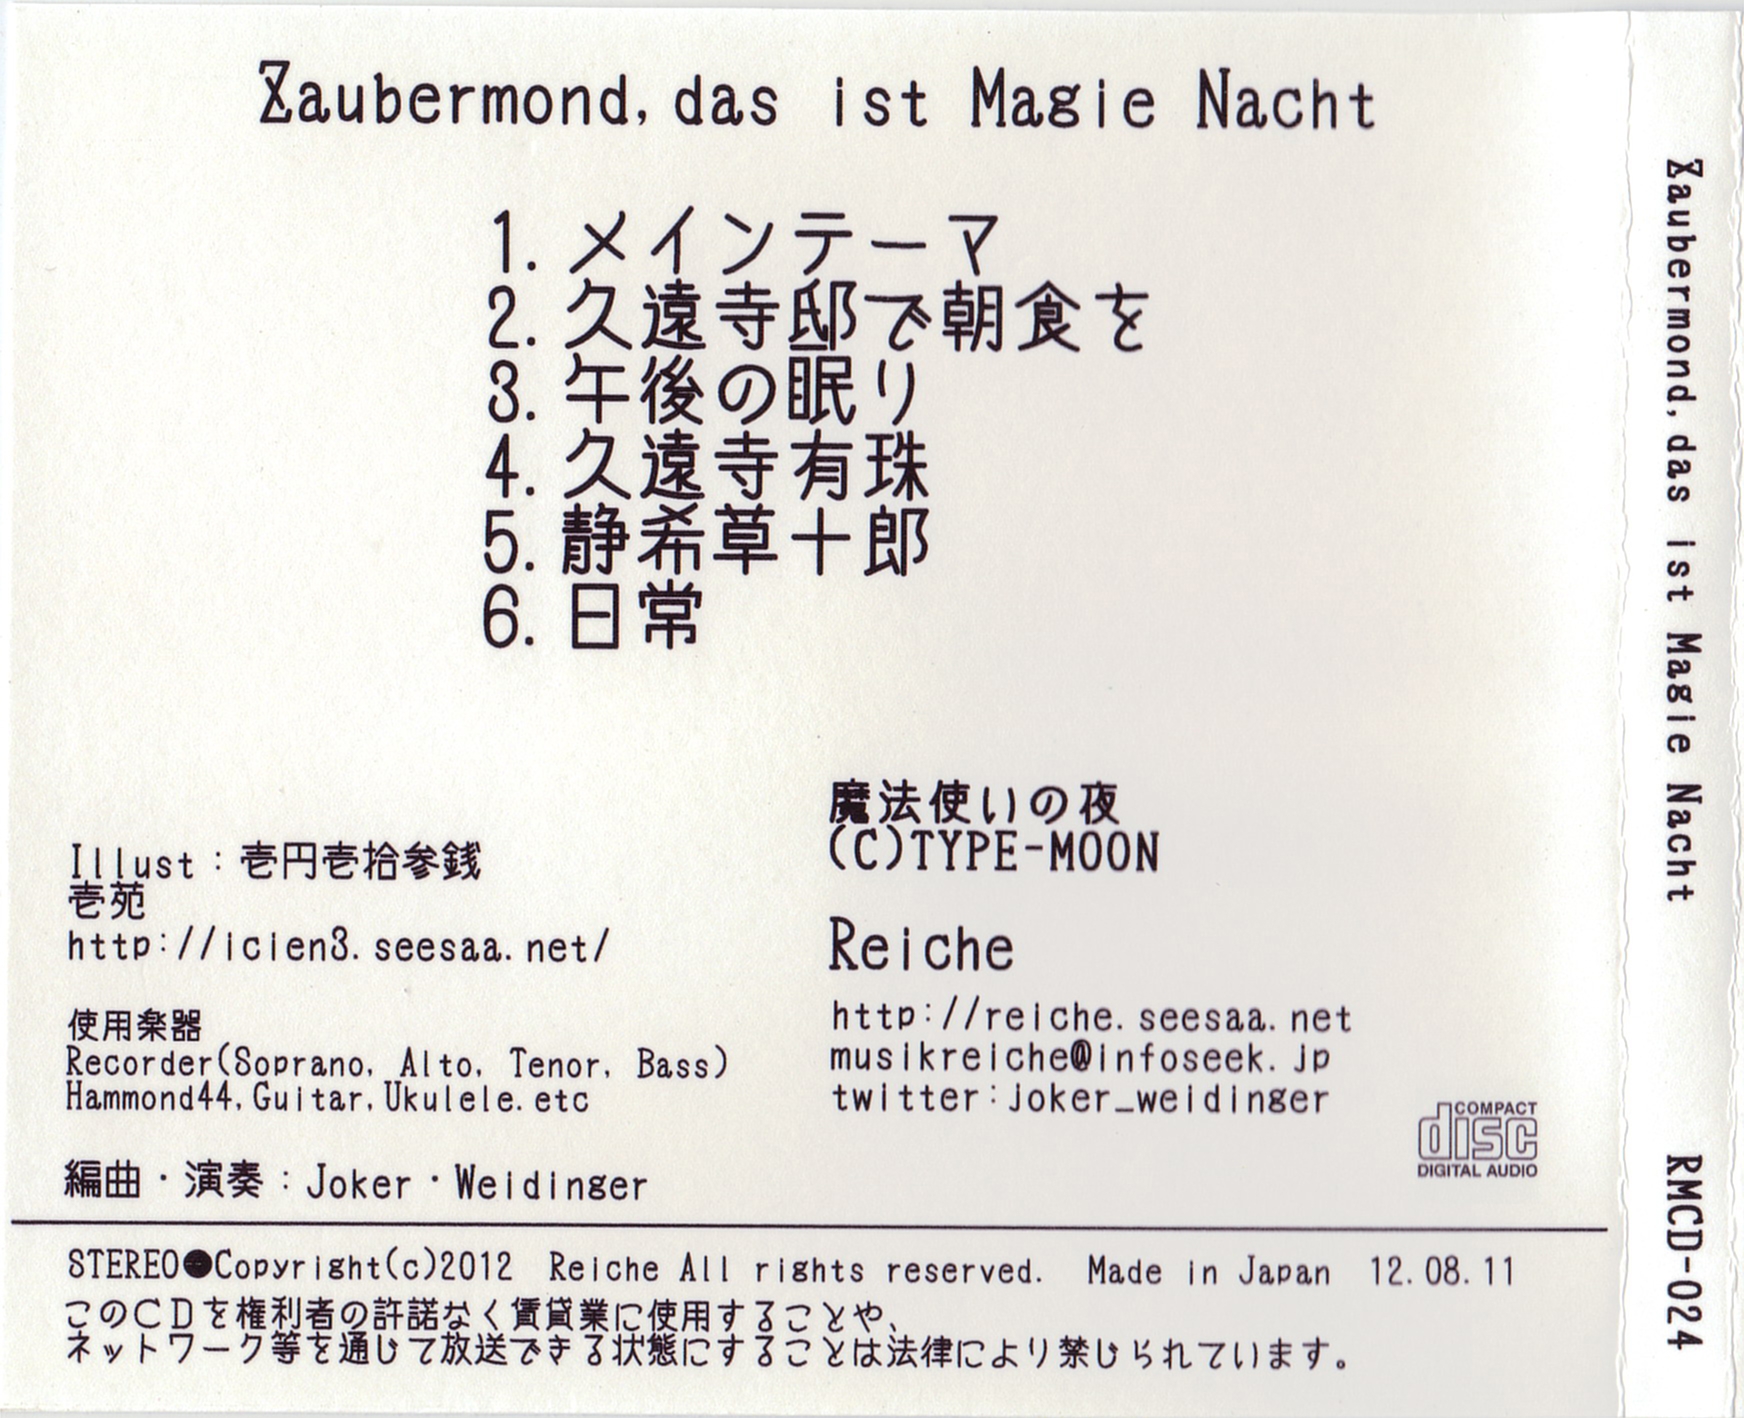 Zaubermond, das ist Magie Nacht
1. メインテーマ
2. 久遠寺邸で朝食を
3. 午後の眠り
4. 久遠寺有珠
5. 静希草十郎
6. 日常
魔法使いの夜
(C)TYPE-MOON
Illust：壱円壱拾参銭
壱苑
http://icien3.seesaa.net/
Reiche
http://reiche.seesaa.net
musikreiche@infoseek.jp
twitter:joker_weidinger
使用楽器
Recorder(Soprano, Alto, Tenor, Bass)
Hammond44,Guitar,Ukulele.etc
編曲・演奏：Joker・Weidinger
COMPACT
disc
DIGITAL AUDIO
STEREO●Copyright(c)2012 Reiche All rights reserved. Made in Japan 12.08.11
このＣＤを権利者の許諾なく賃貸業に使用することや、
ネットワーク等を通じて放送できる状態にすることは法律により禁じられています。
Zaubermond, das ist Magie Nacht
RMCD-024